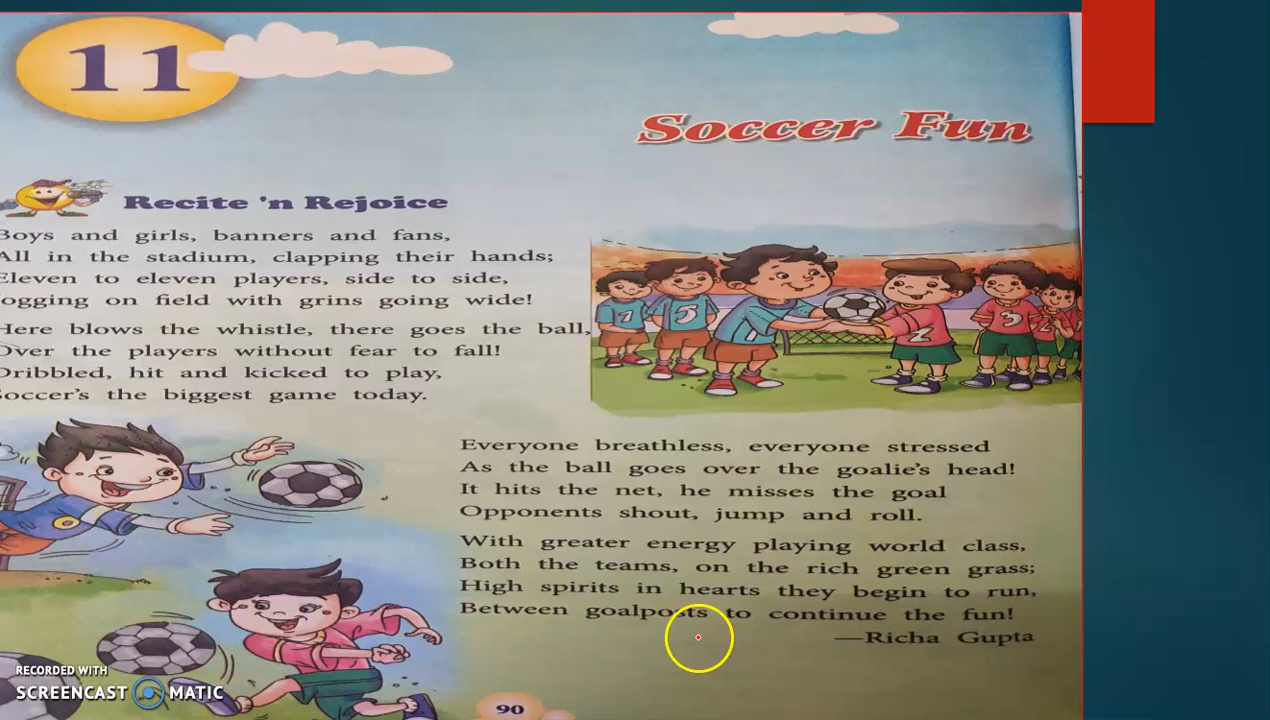 11
Soccer Fun
Recite 'n Rejoice
Boys and girls, banners and fans,
All in the stadium, clapping their hands;
Eleven to eleven players, side to side,
Jogging on field with grins going wide!
Here blows the whistle, there goes the ball,
Over the players without fear to fall!
Dribbled, hit and kicked to play,
Soccer's the biggest game today.
Everyone breathless, everyone stressed
As the ball goes over the goalie's head!
It hits the net, he misses the goal
Opponents shout, jump and roll.
With greater energy playing world class,
Both the teams, on the rich green grass;
High spirits in hearts they begin to run,
Between goalposts to continue the fun!
—Richa Gupta
1
5
2
3
2
90
RECORDED WITH
SCREENCAST MATIC